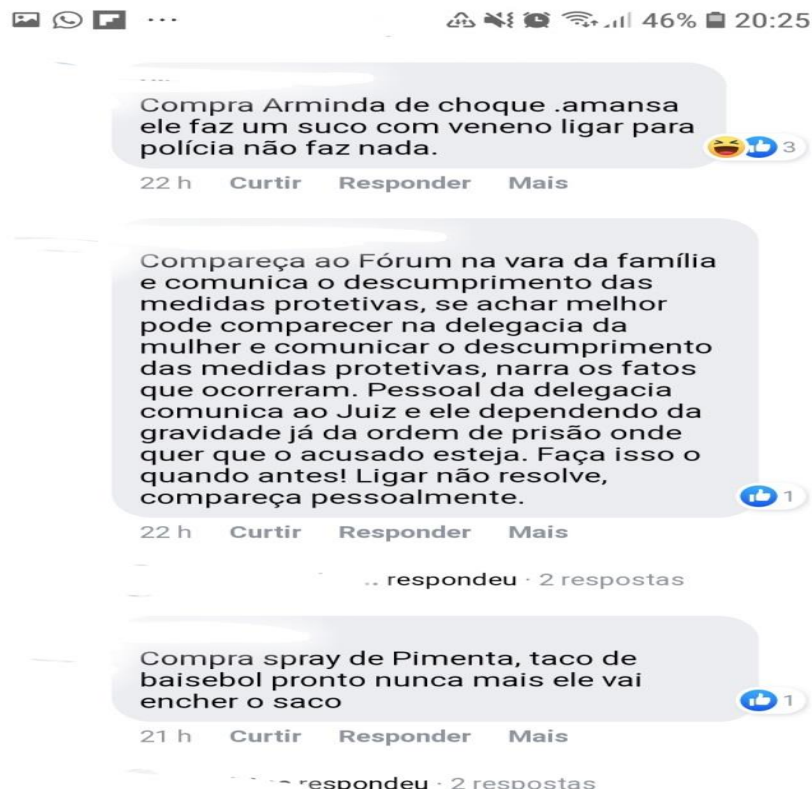 46% 20:25
Compra Arminda de choque .amansa
ele faz um suco com veneno ligar para
polícia não faz nada.
3
22 h Curtir Responder Mais
Compareça ao Fórum na vara da família
e comunica o descumprimento das
medidas protetivas, se achar melhor
pode comparecer na delegacia da
mulher e comunicar o descumprimento
das medidas protetivas, narra os fatos
que ocorreram. Pessoal da delegacia
comunica ao Juiz e ele dependendo da
gravidade já da ordem de prisão onde
quer que o acusado esteja. Faça isso o
quando antes! Ligar não resolve,
compareça pessoalmente.
1
22 h Curtir Responder Mais
respondeu · 2 respostas
Compra spray de Pimenta, taco de
baisebol pronto nunca mais ele vai
encher o saco
1
21 h Curtir Responder Mais
respondeu · 2 respostas